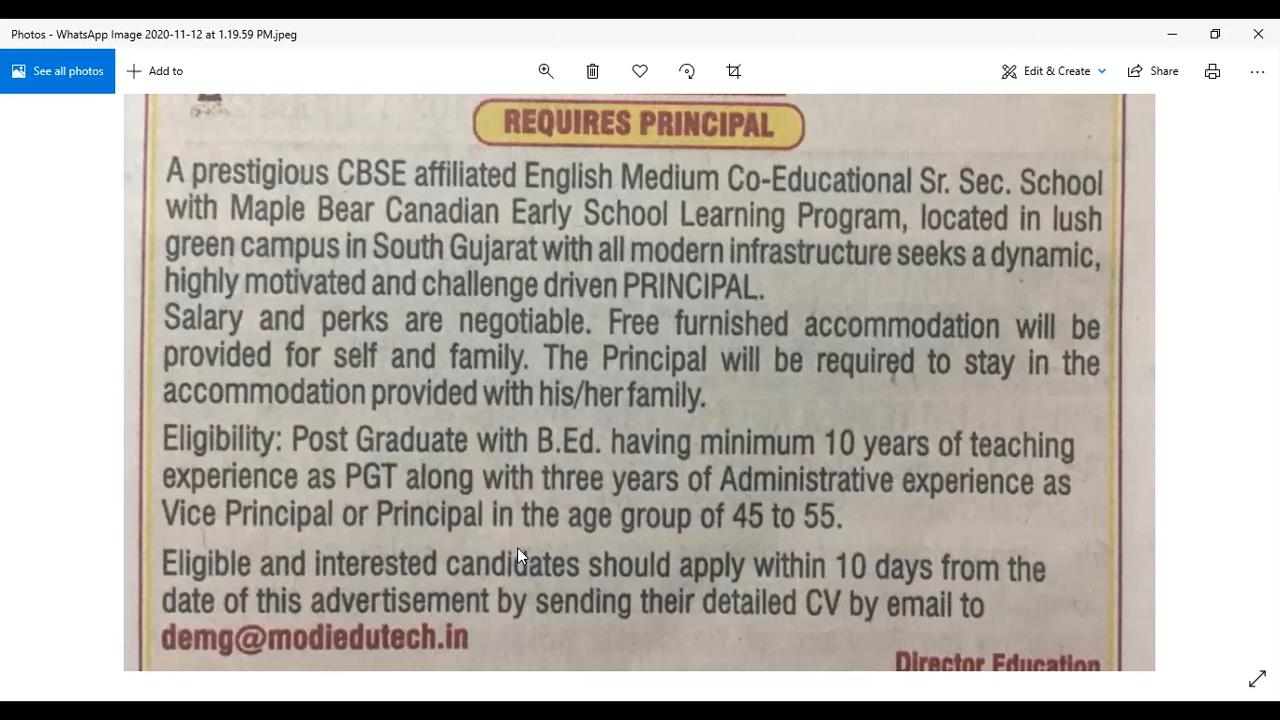 Photos - WhatsApp Image 2020-11-12 at 1.19.59 PM.jpeg
See all photos
Add to
Edit & Create
Share
REQUIRES PRINCIPAL
A prestigious CBSE affiliated English Medium Co-Educational Sr. Sec. School
with Maple Bear Canadian Early School Learning Program, located in lush
green campus in South Gujarat with all modern infrastructure seeks a dynamic,
highly motivated and challenge driven PRINCIPAL.
Salary and perks are negotiable. Free furnished accommodation will be
provided for self and family. The Principal will be required to stay in the
accommodation provided with his/her family.
Eligibility: Post Graduate with B.Ed. having minimum 10 years of teaching
experience as PGT along with three years of Administrative experience as
Vice Principal or Principal in the age group of 45 to 55.
Eligible and interested candidates should apply within 10 days from the
date of this advertisement by sending their detailed CV by email to
demg@modiedutech.in
Director Education